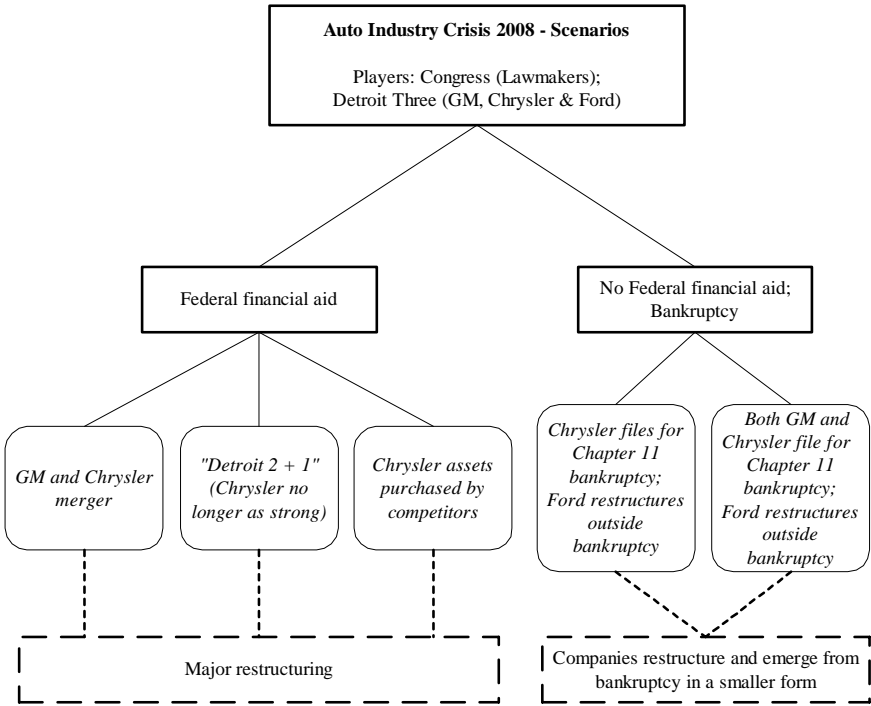 Auto Industry Crisis 2008 - Scenarios
Players: Congress (Lawmakers);
Detroit Three (GM, Chrysler & Ford)
Federal financial aid
No Federal financial aid;
Bankruptcy
GM and Chrysler
merger
"Detroit 2 + 1"
(Chrysler no
longer as strong)
Chrysler assets
purchased by
competitors
Chrysler files for
Chapter 11
bankruptcy;
Ford restructures
outside
bankruptcy
Both GM and
Chrysler file for
Chapter 11
bankruptcy;
Ford restructures
outside
bankruptcy
Major restructuring
Companies restructure and emerge from
bankruptcy in a smaller form